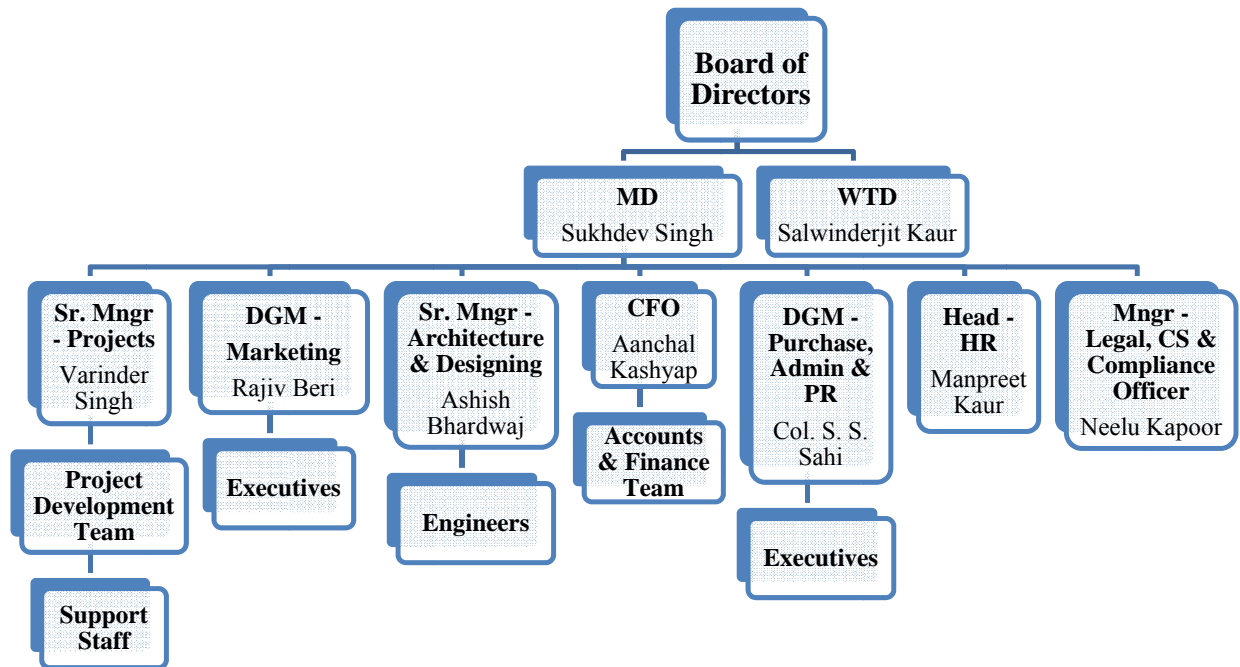 Board of
Directors
MD
Sukhdev Singh
WTD
Salwinderjit Kaur
Sr. Mngr
- Projects
Varinder
Singh
DGM -
Marketing
Rajiv Beri
Sr. Mngr -
Architecture
& Designing
Ashish
Bhardwaj
CFO
Aanchal
Kashyap
DGM -
Purchase,
Admin &
PR
Col. S. S.
Sahi
Head -
HR
Manpreet
Kaur
Mngr -
Legal, CS &
Compliance
Officer
Neelu Kapoor
Project
Development
Team
Executives
Engineers
Accounts
& Finance
Team
Executives
Support
Staff